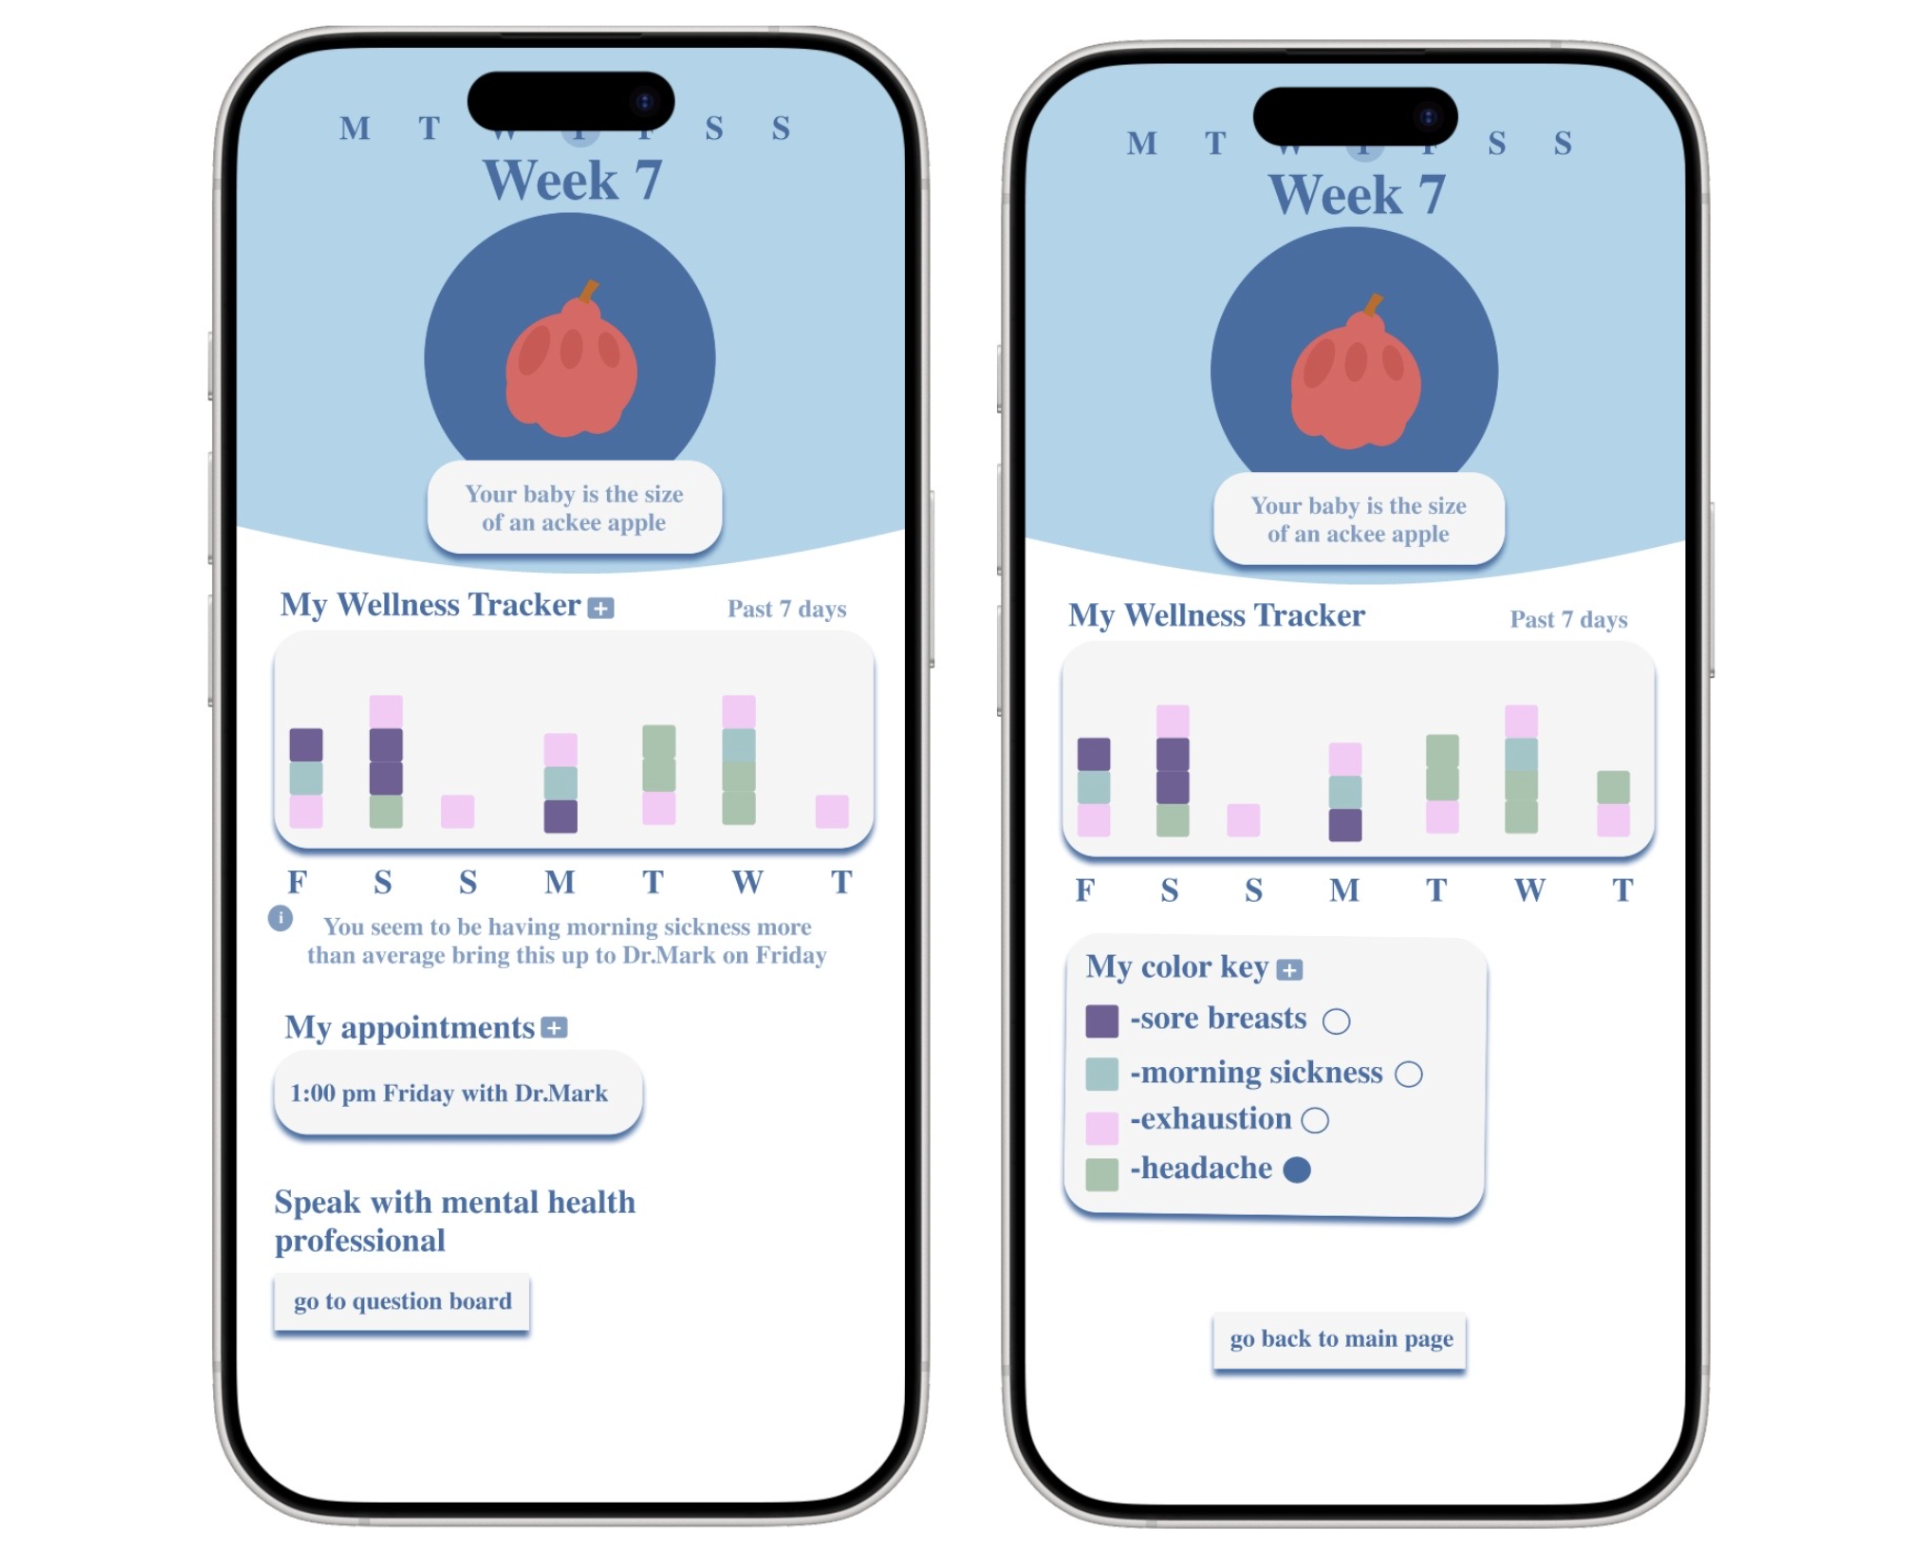 M T W T F S S
Week 7
Your baby is the size
of an ackee apple
My Wellness Tracker +
Past 7 days
F S S M T W T
i
You seem to be having morning sickness more
than average bring this up to Dr.Mark on Friday
My appointments +
1:00 pm Friday with Dr.Mark
Speak with mental health
professional
go to question board
M T W T F S S
Week 7
Your baby is the size
of an ackee apple
My Wellness Tracker
Past 7 days
F S S M T W T
My color key +
-sore breasts
-morning sickness
-exhaustion
-headache
go back to main page